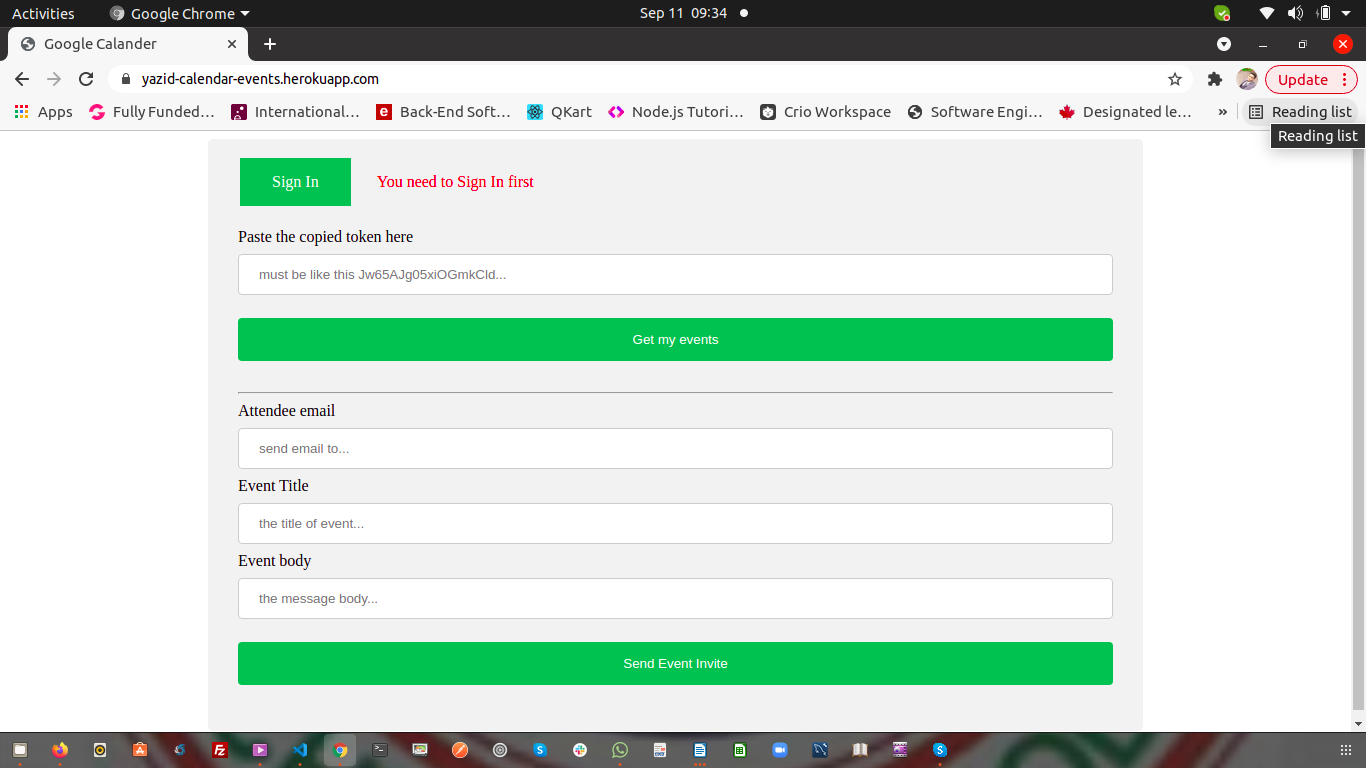 Activities Google Chrome Sep 11 09:34
Google Calander
yazid-calendar-events.herokuapp.com Update
Apps Fully Funded... International... Back-End Soft... QKart Node.js Tutori... Crio Workspace Software Engi... Designated le... » Reading list
Reading list
Sign In You need to Sign In first
Paste the copied token here
must be like this Jw65AJg05xiOGmkCld...
Get my events
Attendee email
send email to...
Event Title
the title of event...
Event body
the message body...
Send Event Invite